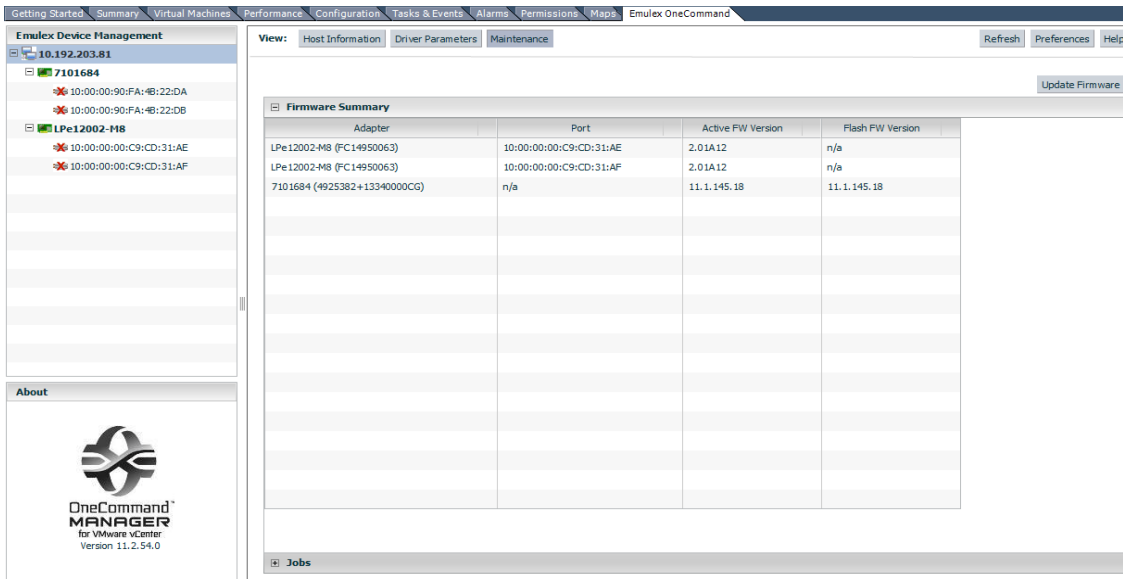 Getting Started Summary Virtual Machines Performance Configuration Tasks & Events Alarms Permissions Maps Emulex OneCommand
Emulex Device Management
10.192.203.81
7101684
10:00:00:90:FA:4B:22:DA
10:00:00:90:FA:4B:22:DB
LPe12002-M8
10:00:00:00:C9:CD:31:AE
10:00:00:00:C9:CD:31:AF
About
OneCommand™
MANAGER
for VMware vCenter
Version 11.2.54.0
View: Host Information Driver Parameters Maintenance Refresh Preferences Help
Update Firmware
Firmware Summary
Adapter Port Active FW Version Flash FW Version
LPe12002-M8 (FC14950063) 10:00:00:00:C9:CD:31:AE 2.01A12 n/a
LPe12002-M8 (FC14950063) 10:00:00:00:C9:CD:31:AF 2.01A12 n/a
7101684 (4925382+13340000CG) n/a 11.1.145.18 11.1.145.18
Jobs